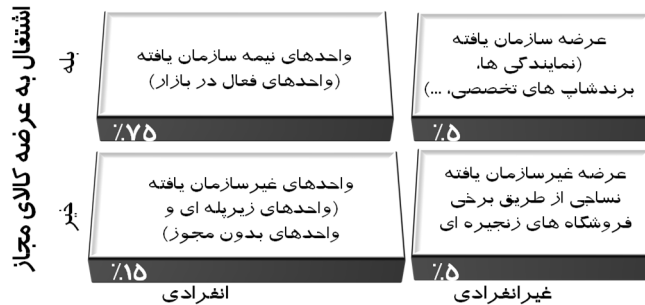 اشتغال به عرضه کالای مجاز
بله
عرضه سازمان یافته
(نمایندگی ها،
برندشاپ های تخصصی، ...)
٪۵
واحدهای نیمه سازمان یافته
(واحدهای فعال در بازار)
٪۷۵
خیر
عرضه غیرسازمان یافته
نساجی از طریق برخی
فروشگاه های زنجیره ای
٪۵
واحدهای غیرسازمان یافته
(واحدهای زیرپله ای و
واحدهای بدون مجوز)
٪۱۵
غیرانفرادی
انفرادی